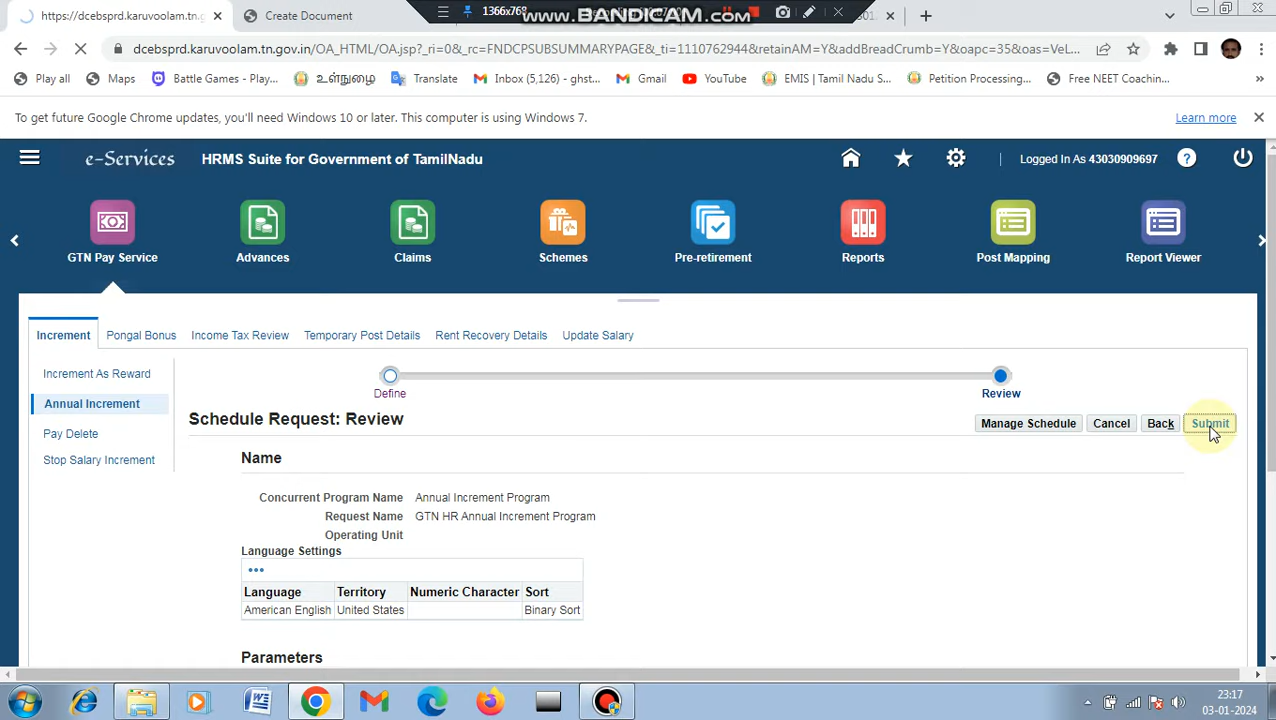 https://dcebsprd.karuvoolam.tn.g
Create Document
1366x768
www.BANDICAM.com
dcebsprd.karuvoolam.tn.gov.in/OA_HTML/OA.jsp?_ri=0&_rc=FNDCPSUBSUMMARYPAGE&_ti=1110762944&retainAM=Y&addBreadCrumb=Y&oapc=35&oas=VeL...
Play all
Maps
Battle Games - Play...
உள்நுழை
Translate
Inbox (5,126) - ghst...
Gmail
YouTube
EMIS | Tamil Nadu S...
Petition Processing...
Free NEET Coachin...
»
To get future Google Chrome updates, you'll need Windows 10 or later. This computer is using Windows 7.
Learn more
e-Services
HRMS Suite for Government of TamilNadu
Logged In As 43030909697
?
GTN Pay Service
Advances
Claims
Schemes
Pre-retirement
Reports
Post Mapping
Report Viewer
Increment
Pongal Bonus
Income Tax Review
Temporary Post Details
Rent Recovery Details
Update Salary
Increment As Reward
Annual Increment
Pay Delete
Stop Salary Increment
Define
Review
Schedule Request: Review
Manage Schedule
Cancel
Back
Submit
Name
Concurrent Program Name Annual Increment Program
Request Name GTN HR Annual Increment Program
Operating Unit
Language Settings
Language Territory Numeric Character Sort
American English United States Binary Sort
Parameters
23:17
03-01-2024